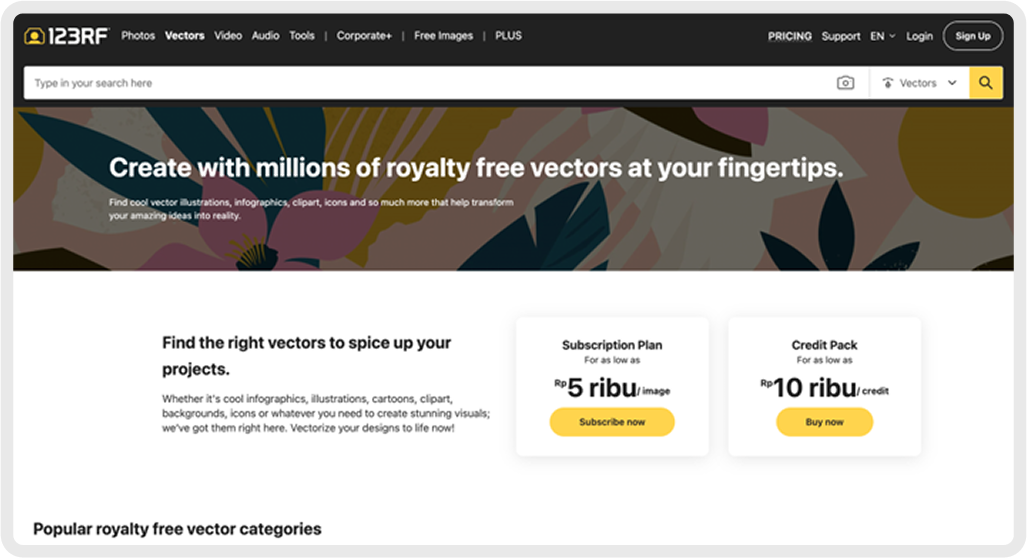 123RF Photos Vectors Video Audio Tools | Corporate+ | Free Images | PLUS PRICING Support EN Login Sign Up
Type in your search here Vectors
Create with millions of royalty free vectors at your fingertips.
Find cool vector illustrations, infographics, clipart, icons and so much more that help transform
your amazing ideas into reality.
Find the right vectors to spice up your
projects.
Whether it's cool infographics, illustrations, cartoons, clipart,
backgrounds, icons or whatever you need to create stunning visuals;
we've got them right here. Vectorize your designs to life now!
Subscription Plan
For as low as
Rp5 ribu/ image
Subscribe now
Credit Pack
For as low as
Rp10 ribu/ credit
Buy now
Popular royalty free vector categories